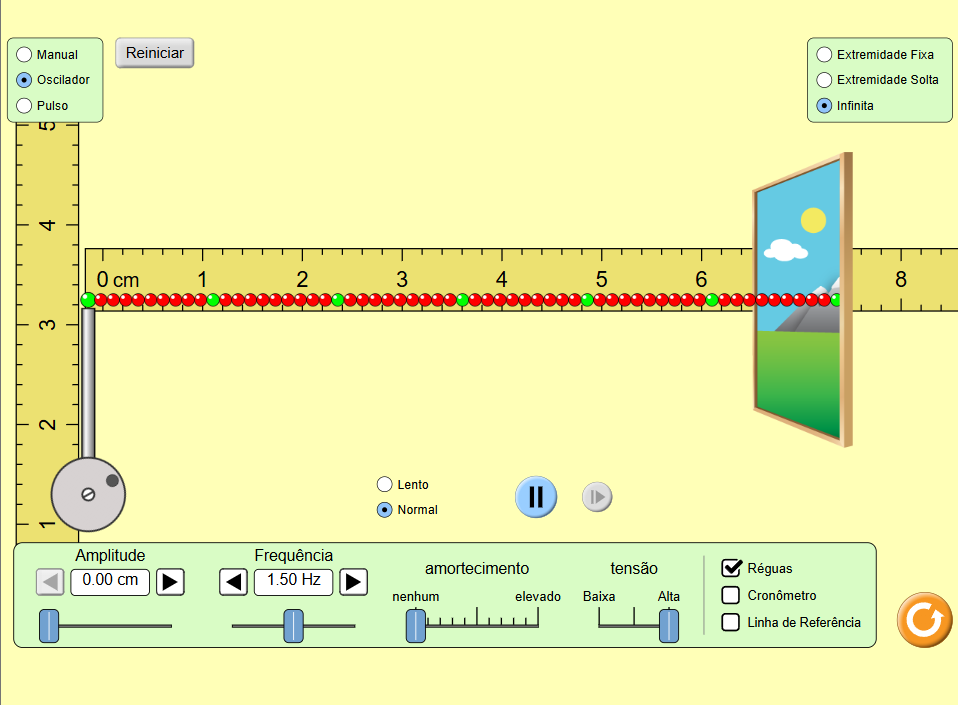 Manual
Oscilador
Pulso
Reiniciar
Extremidade Fixa
Extremidade Solta
Infinita
5
4
3
2
1
0 cm 1 2 3 4 5 6 8
Lento
Normal
Amplitude
0.00 cm
Frequência
1.50 Hz
amortecimento
nenhum elevado
tensão
Baixa Alta
Réguas
Cronômetro
Linha de Referência